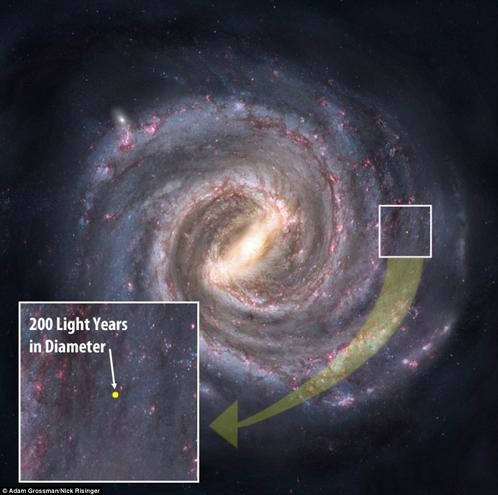 200 Light Years
in Diameter
© Adam Grossman/Nick Risinger